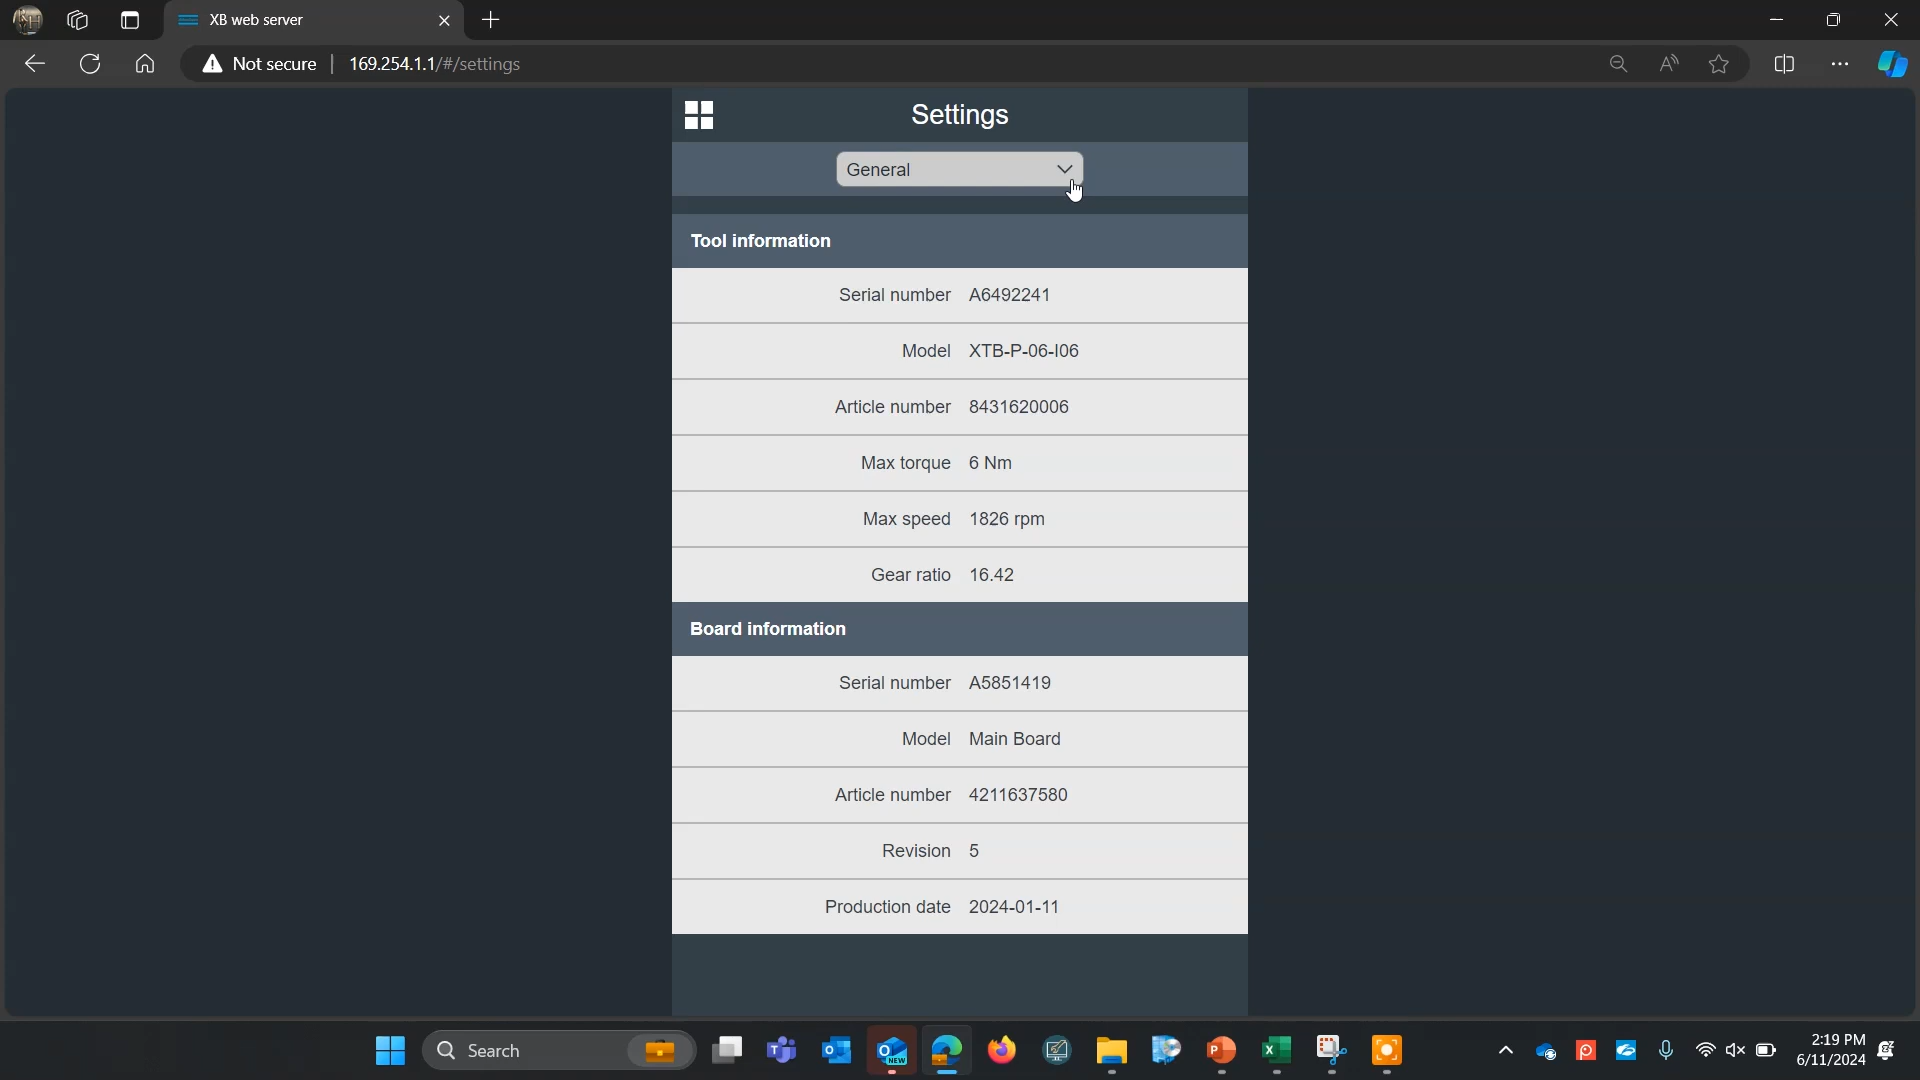 XB web server
Not secure | 169.254.1.1/#/settings
Settings
General
Tool information
Serial number A6492241
Model XTB-P-06-I06
Article number 8431620006
Max torque 6 Nm
Max speed 1826 rpm
Gear ratio 16.42
Board information
Serial number A5851419
Model Main Board
Article number 4211637580
Revision 5
Production date 2024-01-11
Search
2:19 PM
6/11/2024